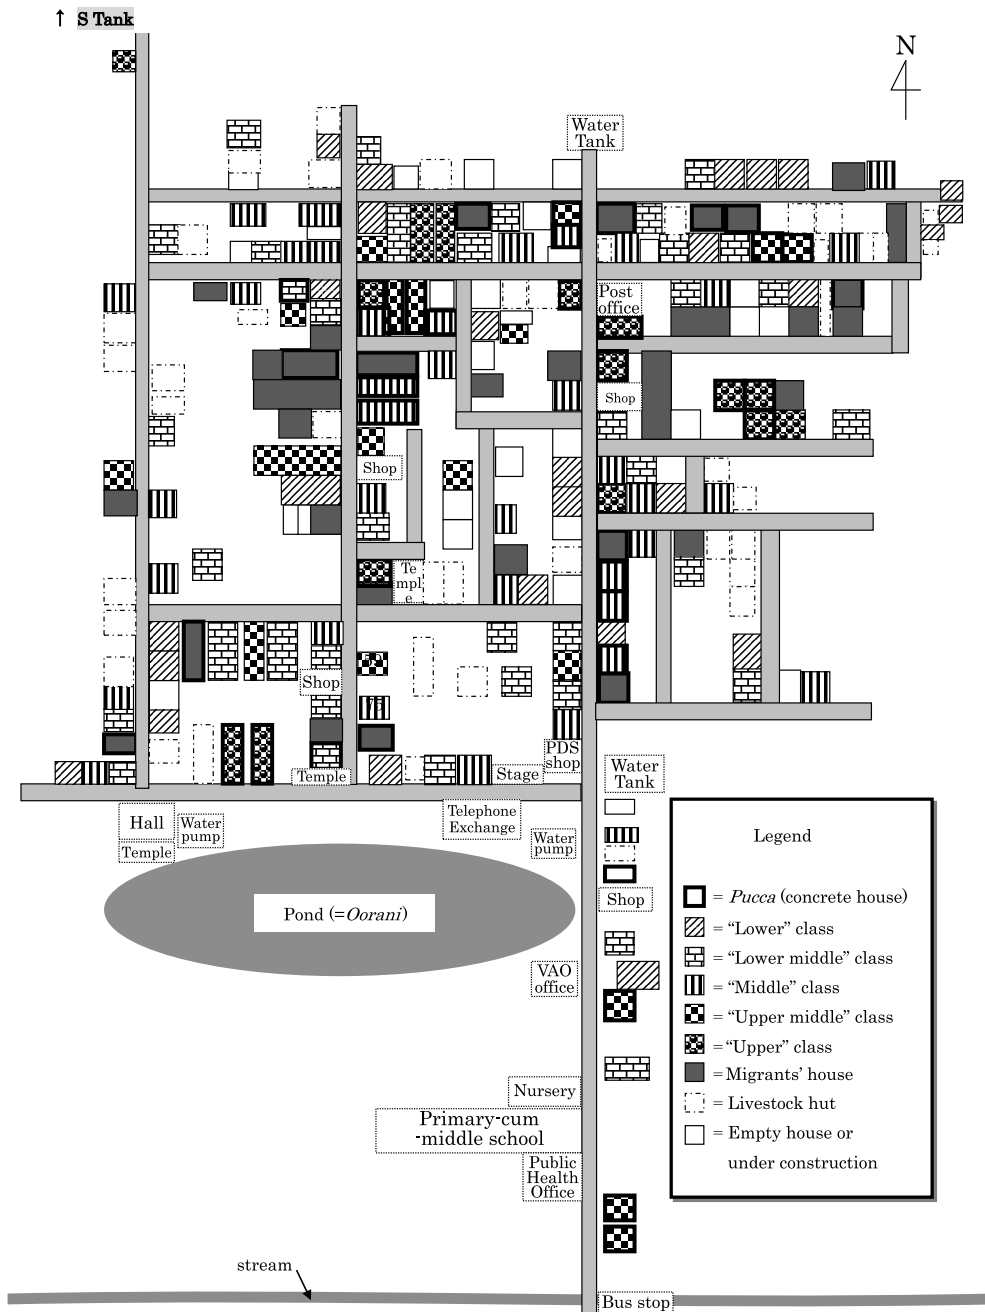 ↑ S Tank
N
Water
Tank
Post
office
Shop
Shop
Te
mpl
e
Shop
PDS
shop
Temple
Stage
Water
Tank
Hall
Water
pump
Telephone
Exchange
Water
pump
Temple
Shop
Pond (=Oorani)
VAO
office
Nursery
Primary-cum
-middle school
Public
Health
Office
stream
Bus stop
Legend
= Pucca (concrete house)
= “Lower” class
= “Lower middle” class
= “Middle” class
= “Upper middle” class
= “Upper” class
= Migrants’ house
= Livestock hut
= Empty house or
under construction